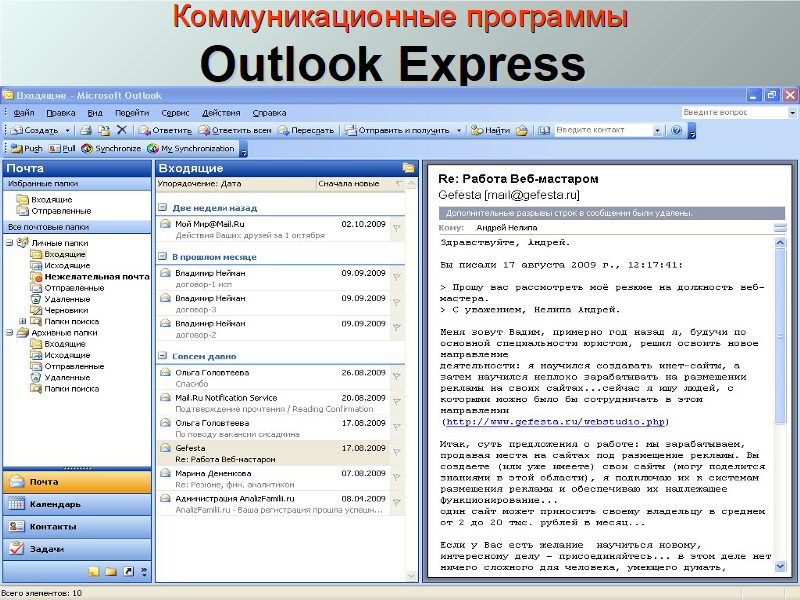 Коммуникационные программы
Outlook Express
Входящие - Microsoft Outlook
Файл Правка Вид Перейти Сервис Действия Справка
Введите вопрос
Создать Ответить Ответить всем Переслать Отправить и получить Найти Введите контакт
Push Pull Synchronize My Synchronization
Почта
Избранные папки
Входящие
Отправленные
Все почтовые папки
Личные папки
Входящие
Исходящие
Нежелательная почта
Отправленные
Удаленные
Черновики
Папки поиска
Архивные папки
Входящие
Исходящие
Отправленные
Удаленные
Папки поиска
Почта
Календарь
Контакты
Задачи
Входящие
Упорядочение: Дата Сначала новые
Две недели назад
Мой Мир@Mail.Ru 02.10.2009
Действия Ваших друзей за 1 октября
В прошлом месяце
Владимир Нейман 09.09.2009
договор-1 исп
Владимир Нейман 09.09.2009
договор-3
Владимир Нейман 09.09.2009
договор-2
Совсем давно
Ольга Головтеева 26.08.2009
Спасибо
Mail.Ru Notification Service 20.08.2009
Подтверждение прочтения / Reading Confirmation
Ольга Головтеева 17.08.2009
По поводу вакансии сисадмина
Gefesta 17.08.2009
Re: Работа Веб-мастаром
Марина Деменкова 07.08.2009
Re: Резюме, фин. аналитиком
Администрация AnalizFamilii.ru 08.04.2009
AnalizFamilii.ru - Ваша регистрация прошла успешн...
Re: Работа Веб-мастаром
Gefesta [mail@gefesta.ru]
Дополнительные разрывы строк в сообщении были удалены.
Кому: Андрей Нелипа
Здравствуйте, Андрей.
Вы писали 17 августа 2009 г., 12:17:41:
> Прошу вас рассмотреть моё резюме на должность веб-
мастера.
> С уважением, Нелипа Андрей.
Меня зовут Вадим, примерно год назад я, будучи по
основной специальности юристом, решил освоить новое
направление
деятельности: я научился создавать инет-сайты, а
затем научился неплохо зарабатывать на размещении
рекламы на своих сайтах...сейчас я ищу людей, с
которыми можно было бы сотрудничать в этом
направлении
(http://www.gefesta.ru/webstudio.php)
Итак, суть предложения о работе: мы зарабатываем,
продавая места на сайтах под размещение рекламы. Вы
создаете (или уже имеете) свои сайты (могу поделится
знаниями в этой области), я подключаю их к системам
размещения рекламы и обеспечиваю их надлежащее
функционирование...
один сайт может приносить своему владельцу в среднем
от 2 до 20 тыс. рублей в месяц...
Если у Вас есть желание научиться новому,
интересному делу - присоединяйтесь... в этом деле нет
ничего сложного для человека, умеющего думать,
Всего элементов: 10